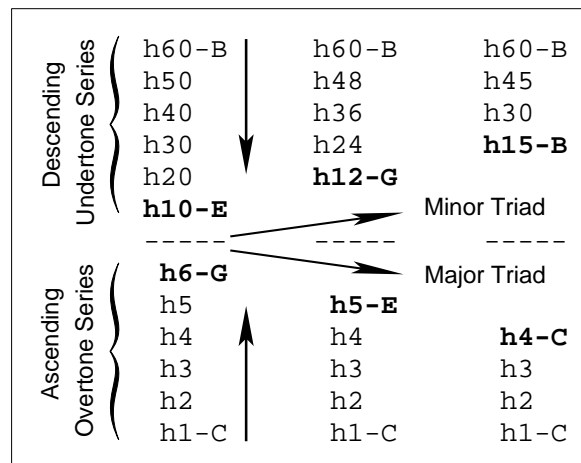 Descending
Undertone Series
h60-B h60-B h60-B
h50 h48 h45
h40 h36 h30
h30 h24 h15-B
h20 h12-G
h10-E Minor Triad
----- ----- -----
h6-G Major Triad
h5 h5-E
h4 h4 h4-C
h3 h3 h3
h2 h2 h2
h1-C h1-C h1-C
Ascending
Overtone Series